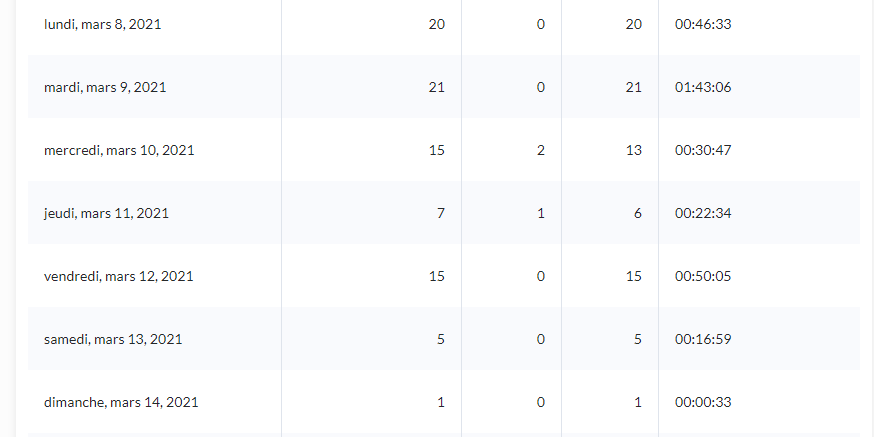 lundi, mars 8, 2021 20 0 20 00:46:33
mardi, mars 9, 2021 21 0 21 01:43:06
mercredi, mars 10, 2021 15 2 13 00:30:47
jeudi, mars 11, 2021 7 1 6 00:22:34
vendredi, mars 12, 2021 15 0 15 00:50:05
samedi, mars 13, 2021 5 0 5 00:16:59
dimanche, mars 14, 2021 1 0 1 00:00:33